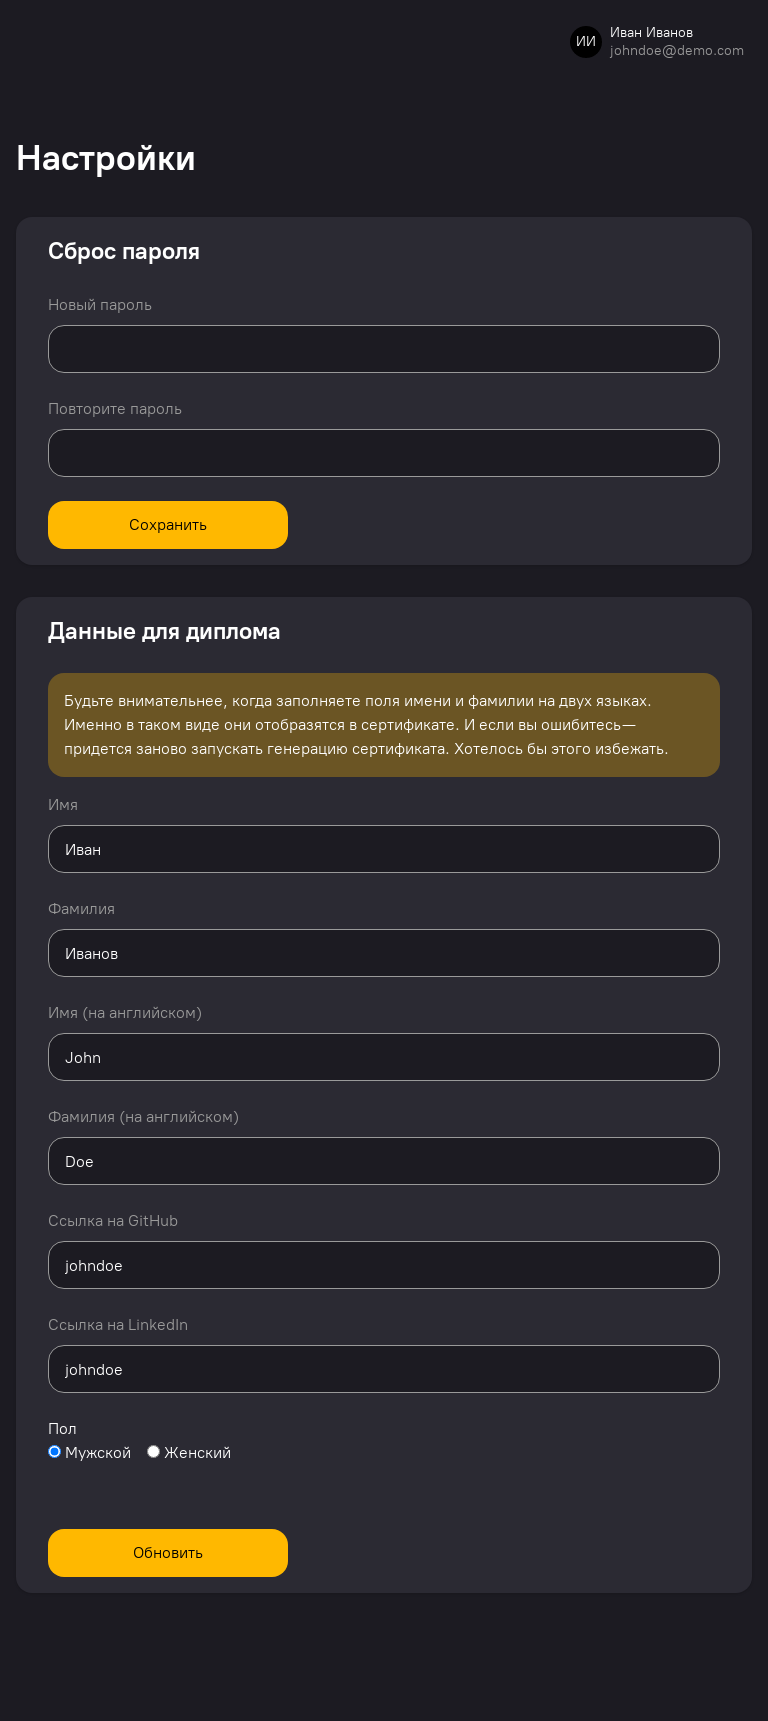 ИИ
Иван Иванов
johndoe@demo.com
Настройки
Сброс пароля
Новый пароль
Повторите пароль
Сохранить
Данные для диплома
Будьте внимательнее, когда заполняете поля имени и фамилии на двух языках.
Именно в таком виде они отобразятся в сертификате. И если вы ошибитесь —
придется заново запускать генерацию сертификата. Хотелось бы этого избежать.
Имя
Иван
Фамилия
Иванов
Имя (на английском)
John
Фамилия (на английском)
Doe
Ссылка на GitHub
johndoe
Ссылка на LinkedIn
johndoe
Пол
Мужской Женский
Обновить